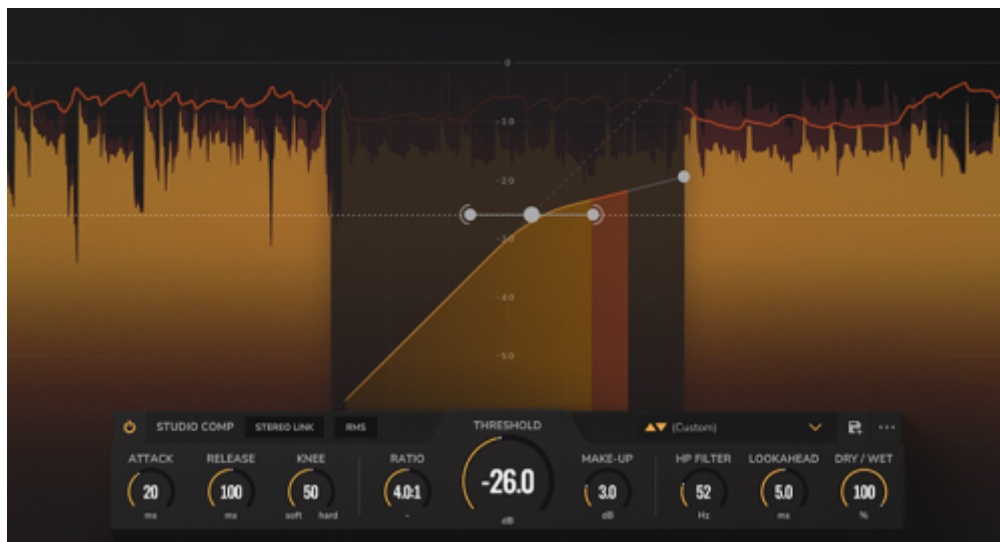 0
-10
-20
-30
-40
-50
STUDIO COMP STEREO LINK RMS THRESHOLD (Custom)
ATTACK RELEASE KNEE RATIO MAKE-UP HP FILTER LOOKAHEAD DRY / WET
20 100 50 4.0:1 -26.0 3.0 52 5.0 100
ms ms soft hard - dB dB Hz ms %